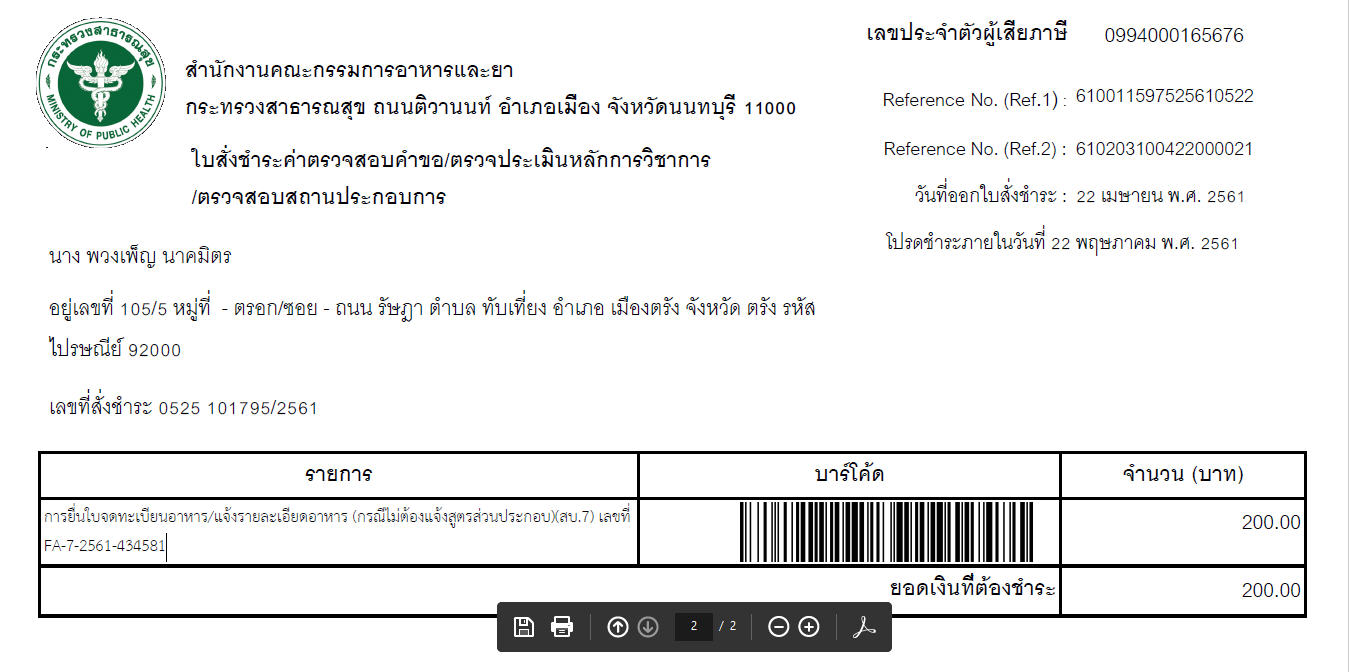 กระทรวงสาธารณสุข
MINISTRY OF PUBLIC HEALTH
สำนักงานคณะกรรมการอาหารและยา
กระทรวงสาธารณสุข ถนนติวานนท์ อำเภอเมือง จังหวัดนนทบุรี 11000
ใบสั่งชำระค่าตรวจสอบคำขอ/ตรวจประเมินหลักการวิชาการ
/ตรวจสอบสถานประกอบการ
เลขประจำตัวผู้เสียภาษี 0994000165676
Reference No. (Ref.1) : 610011597525610522
Reference No. (Ref.2) : 610203100422000021
วันที่ออกใบสั่งชำระ : 22 เมษายน พ.ศ. 2561
โปรดชำระภายในวันที่ 22 พฤษภาคม พ.ศ. 2561
นาง พวงเพ็ญ นาคมิตร
อยู่เลขที่ 105/5 หมู่ที่ - ตรอก/ซอย - ถนน รัษฎา ตำบล ทับเที่ยง อำเภอ เมืองตรัง จังหวัด ตรัง รหัส
ไปรษณีย์ 92000
เลขที่สั่งชำระ 0525 101795/2561
รายการ บาร์โค้ด จำนวน (บาท)
การยื่นใบจดทะเบียนอาหาร/แจ้งรายละเอียดอาหาร (กรณีไม่ต้องแจ้งสูตรส่วนประกอบ)(สบ.7) เลขที่
FA-7-2561-434581
200.00
ยอดเงินที่ต้องชำระ 200.00
2 / 2